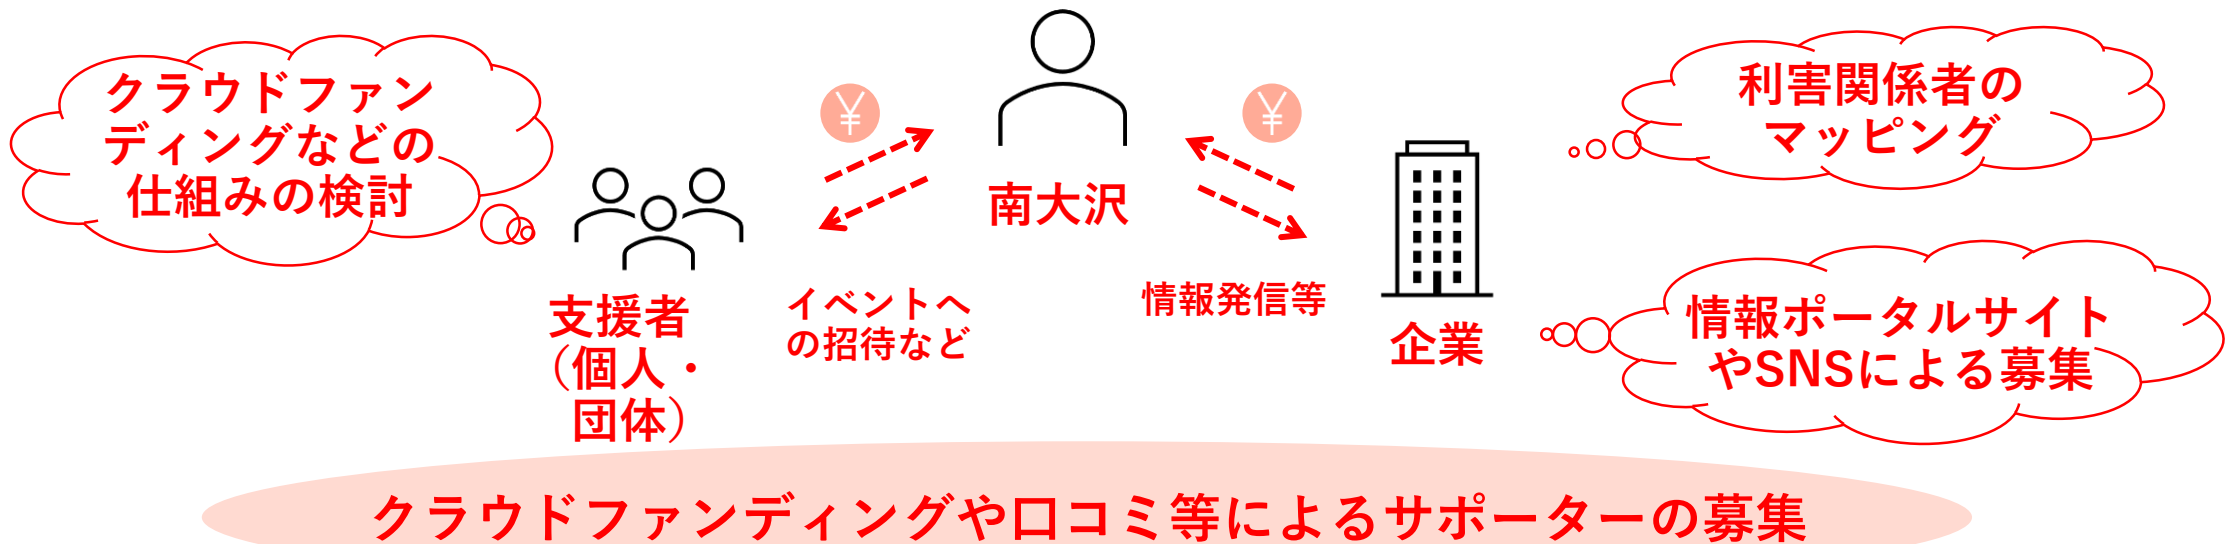 クラウドファン
ディングなどの
仕組みの検討
¥
南大沢
¥
利害関係者の
マッピング
支援者
（個人・
団体）
イベントへ
の招待など
情報発信等
企業
情報ポータルサイト
やSNSによる募集
クラウドファンディングや口コミ等によるサポーターの募集